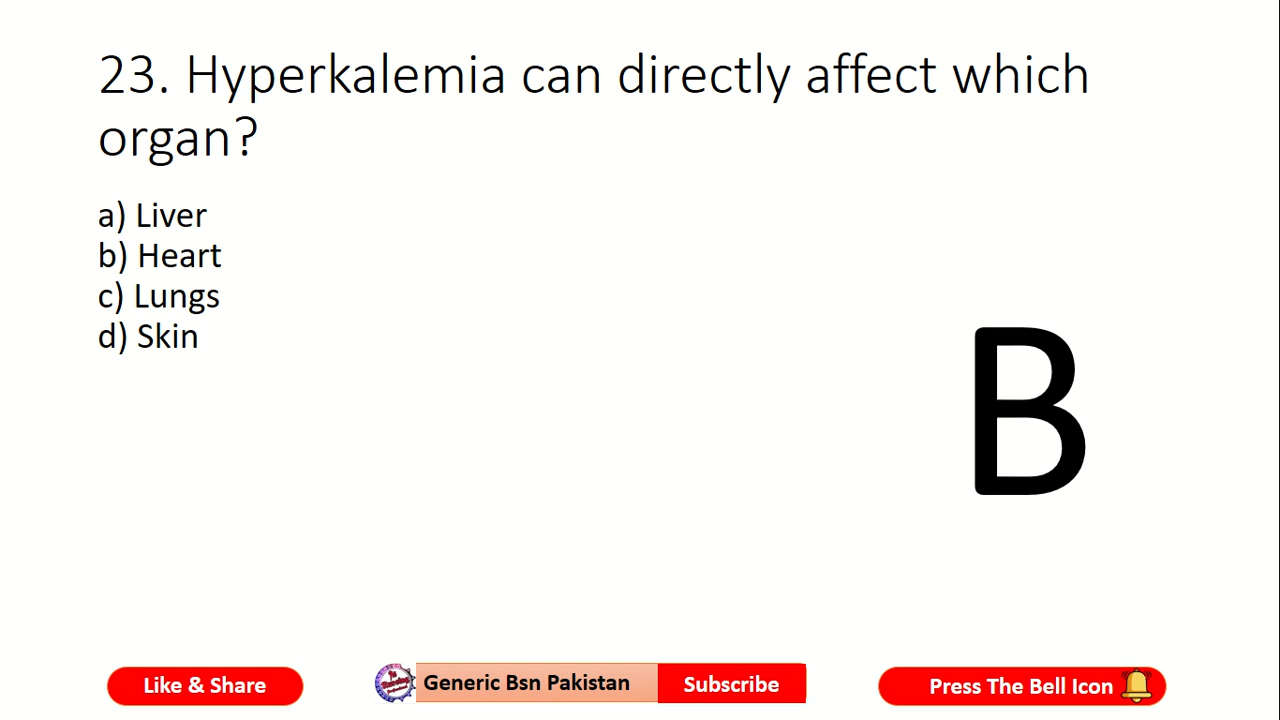 23. Hyperkalemia can directly affect which
organ?
a) Liver
b) Heart
c) Lungs
d) Skin
B
Like & Share
Generic Bsn Pakistan
Subscribe
Press The Bell Icon